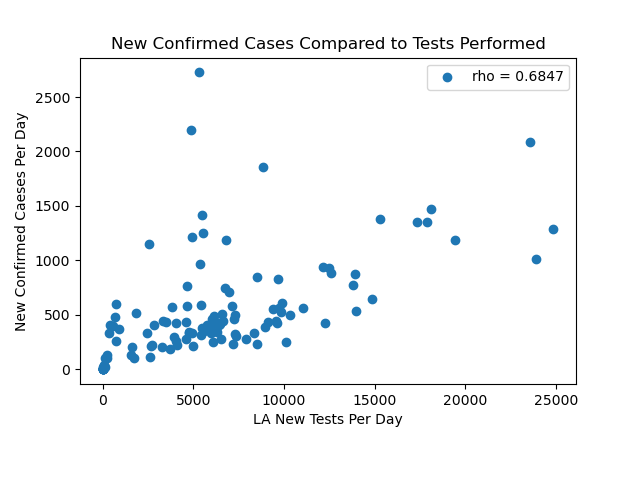 New Confirmed Cases Compared to Tests Performed
rho = 0.6847
New Confirmed Caeses Per Day
2500
2000
1500
1000
500
0
0 5000 10000 15000 20000 25000
LA New Tests Per Day